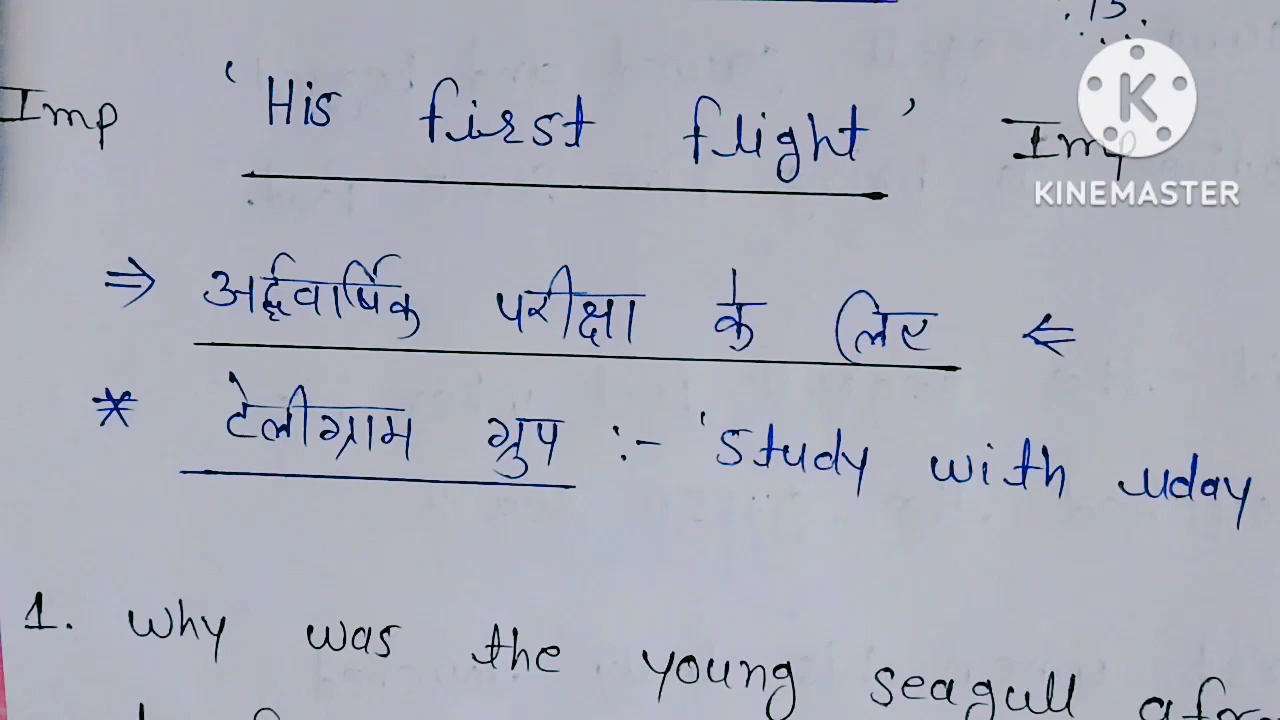 Imp 'His first flight' Imp
K
KINEMASTER
⇒ अर्द्धवार्षिक परीक्षा के लिए ⇐
* टेलीग्राम ग्रुप :- 'Study with uday
1. Why was the young seagull